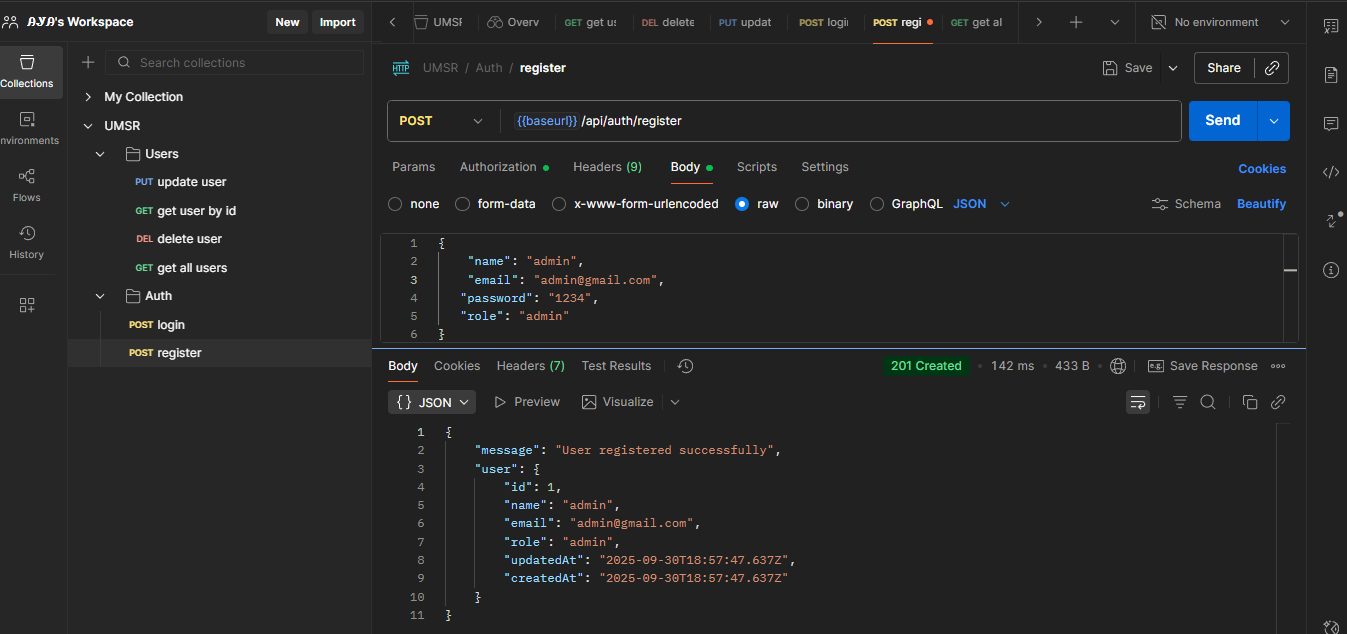 AYA's Workspace
New
Import
UMSR
Overv
GET get us
DEL delete
PUT updat
POST logi
POST regi
GET get al
No environment
Collections
Search collections
nvironments
Flows
History
My Collection
UMSR
Users
PUT update user
GET get user by id
DEL delete user
GET get all users
Auth
POST login
POST register
HTTP UMSR / Auth / register
Save
Share
POST
{{baseurl}} /api/auth/register
Send
Params
Authorization
Headers (9)
Body
Scripts
Settings
Cookies
none
form-data
x-www-form-urlencoded
raw
binary
GraphQL
JSON
Schema
Beautify
1 {
2 "name": "admin",
3 "email": "admin@gmail.com",
4 "password": "1234",
5 "role": "admin"
6 }
Body
Cookies
Headers (7)
Test Results
201 Created
142 ms
433 B
e.g.
Save Response
{} JSON
Preview
Visualize
1 {
2 "message": "User registered successfully",
3 "user": {
4 "id": 1,
5 "name": "admin",
6 "email": "admin@gmail.com",
7 "role": "admin",
8 "updatedAt": "2025-09-30T18:57:47.637Z",
9 "createdAt": "2025-09-30T18:57:47.637Z"
10 }
11 }